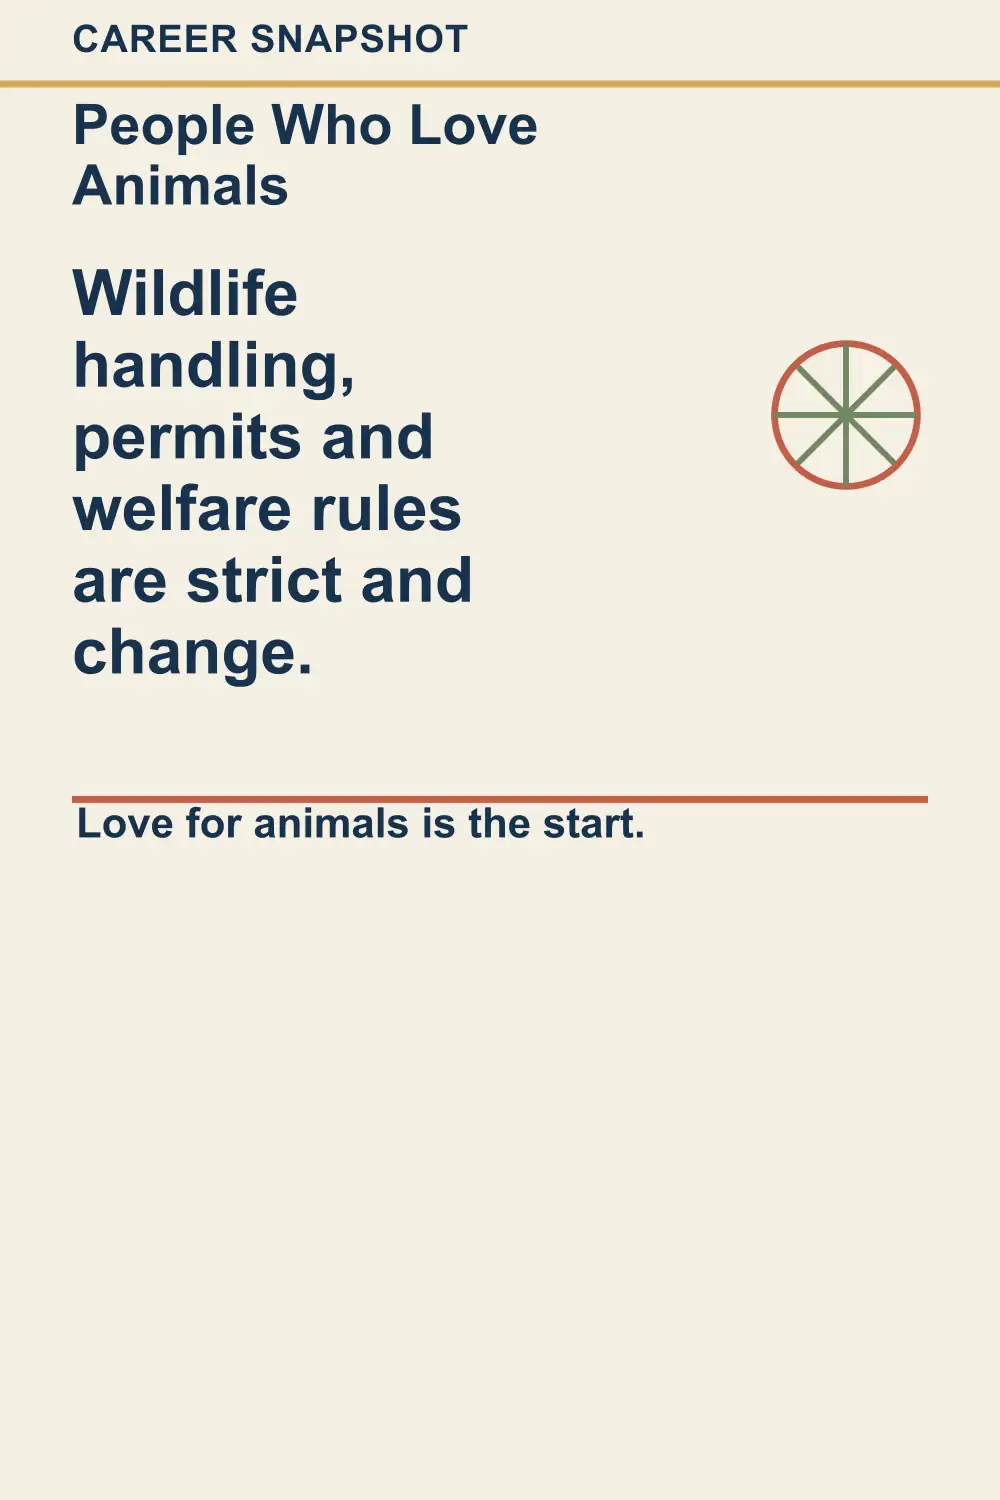 CAREER SNAPSHOT
People Who Love
Animals
Wildlife
handling,
permits and
welfare rules
are strict and
change.
Love for animals is the start.